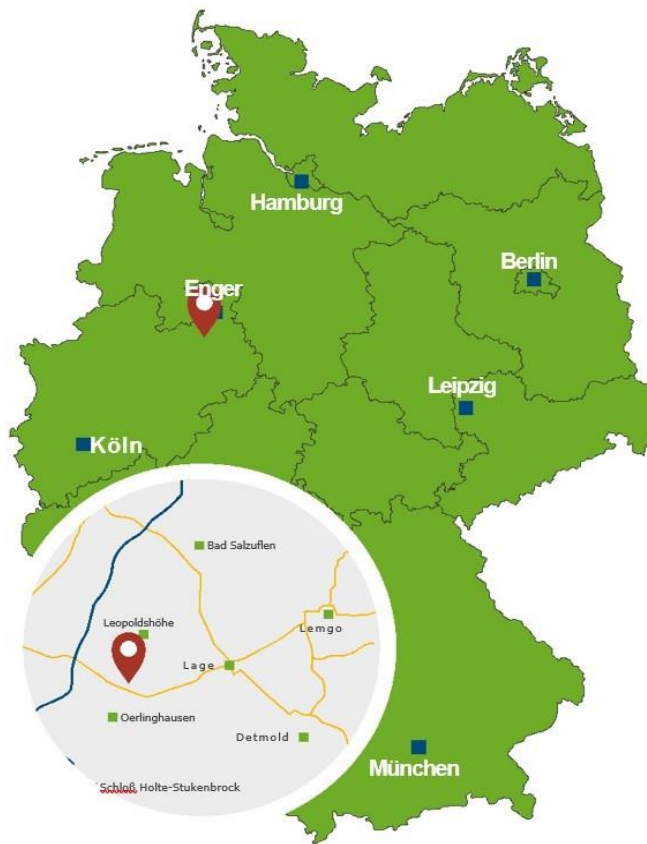 Hamburg
Berlin
Enger
Leipzig
Köln
Bad Salzuflen
Lemgo
Leopoldshöhe
Lage
Oerlinghausen
Detmold
München
Schloß Holte-Stukenbrock